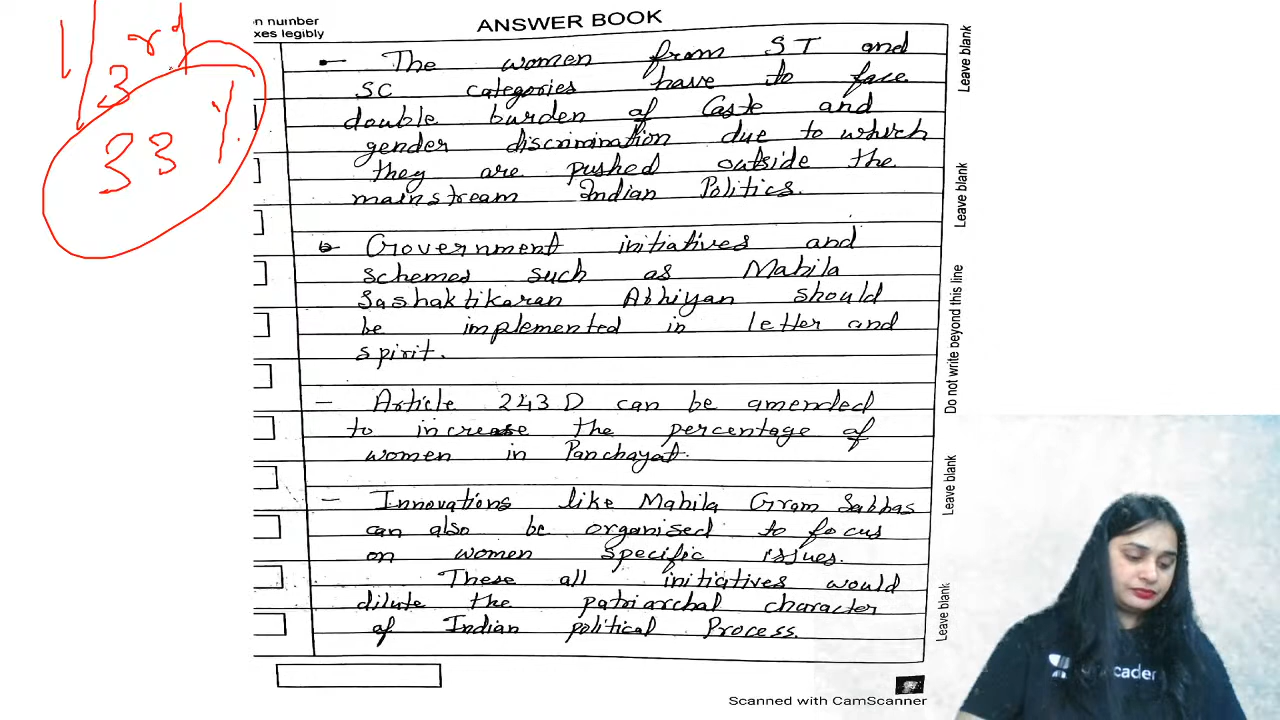 1/3 rd
33 %
on number
xes legibly
ANSWER BOOK
- The women from ST and
SC categories have to face
double burden of Caste and
gender discrimination due to which
they are pushed outside the
mainstream Indian Politics.
Government initiatives and
schemes such as Mahila
Sashaktikaran Abhiyan should
be implemented in letter and
spirit.
- Article 243 D can be amended
to increase the percentage of
women in Panchayat.
- Innovations like Mahila Gram Sabhas
can also be organised to focus
on women specific issues.
These all initiatives would
dilute the patriarchal character
of Indian political Process.
Leave blank
Leave blank
Do not write beyond this line
Leave blank
Leave blank
Scanned with CamScanner